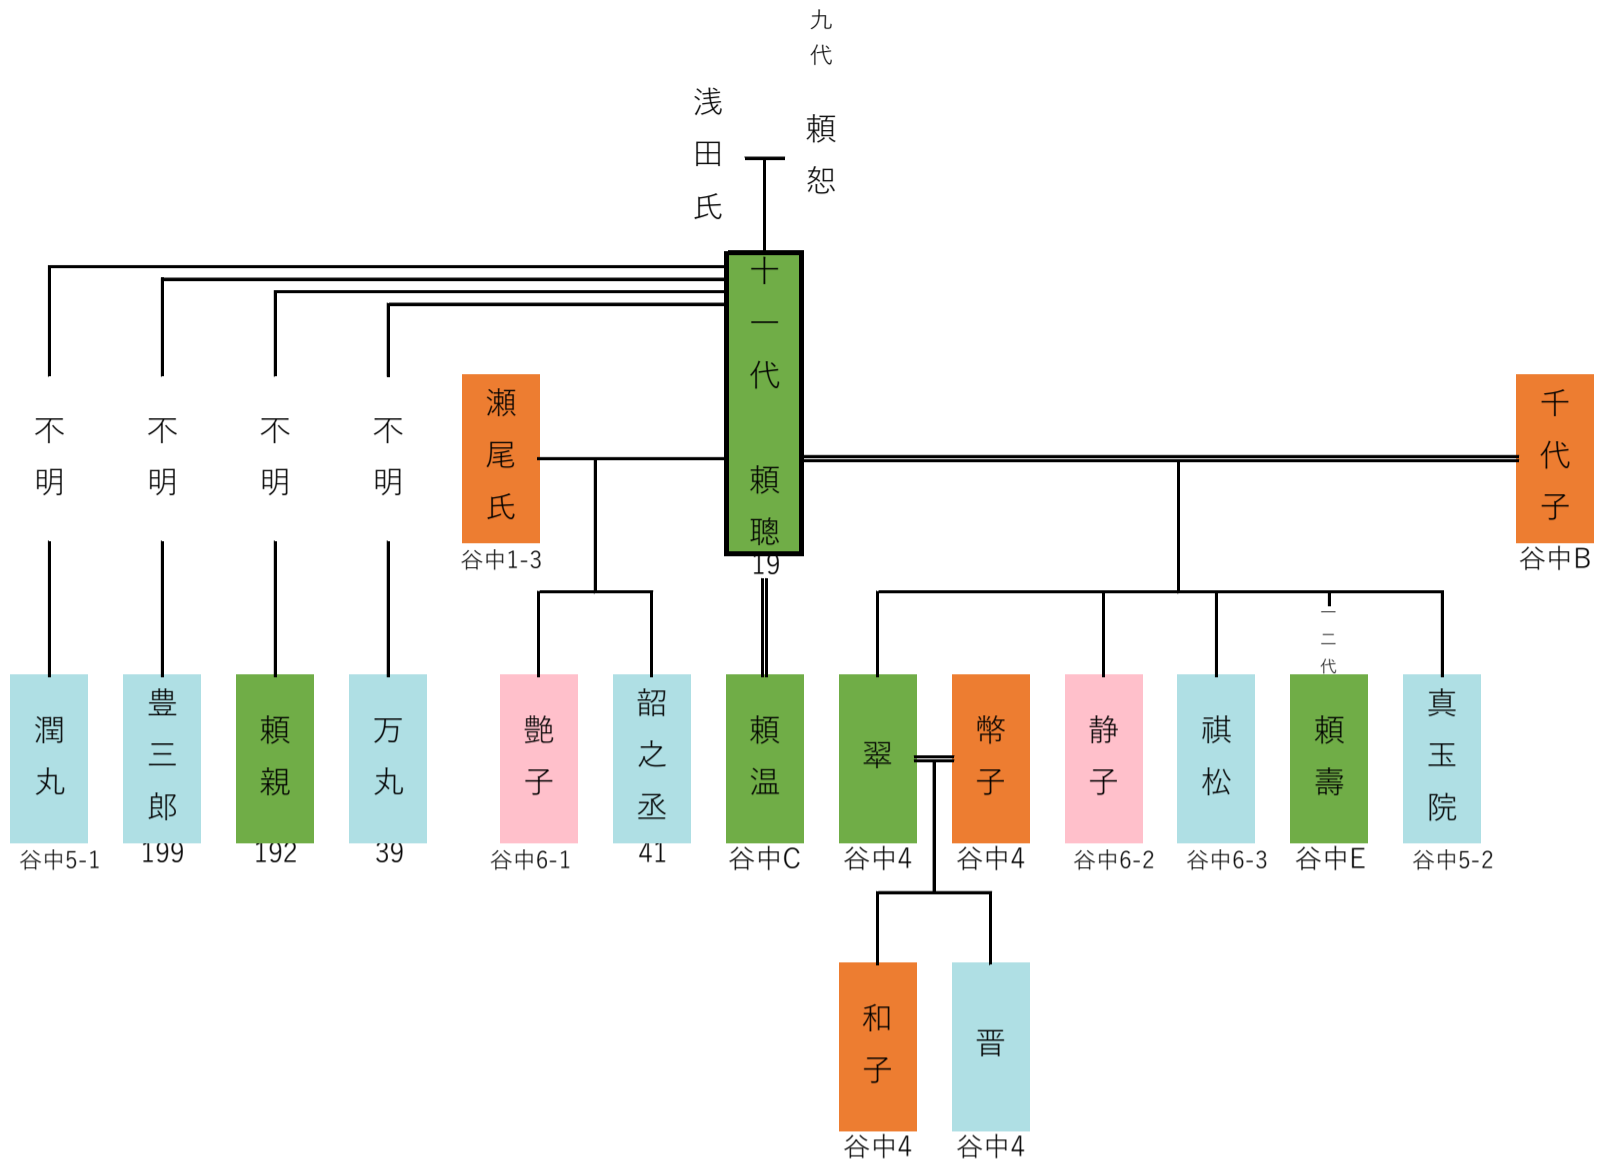 九代 頼恕
浅田氏
十一代 頼聰
19
不明
不明
不明
不明
瀬尾氏
谷中1-3
千代子
谷中B
潤丸
谷中5-1
豊三郎
199
頼親
192
万丸
39
艶子
谷中6-1
韶之丞
41
頼温
谷中C
翠
谷中4
幣子
谷中4
静子
谷中6-2
祺松
谷中6-3
一二代
頼壽
谷中E
真玉院
谷中5-2
和子
谷中4
晋
谷中4